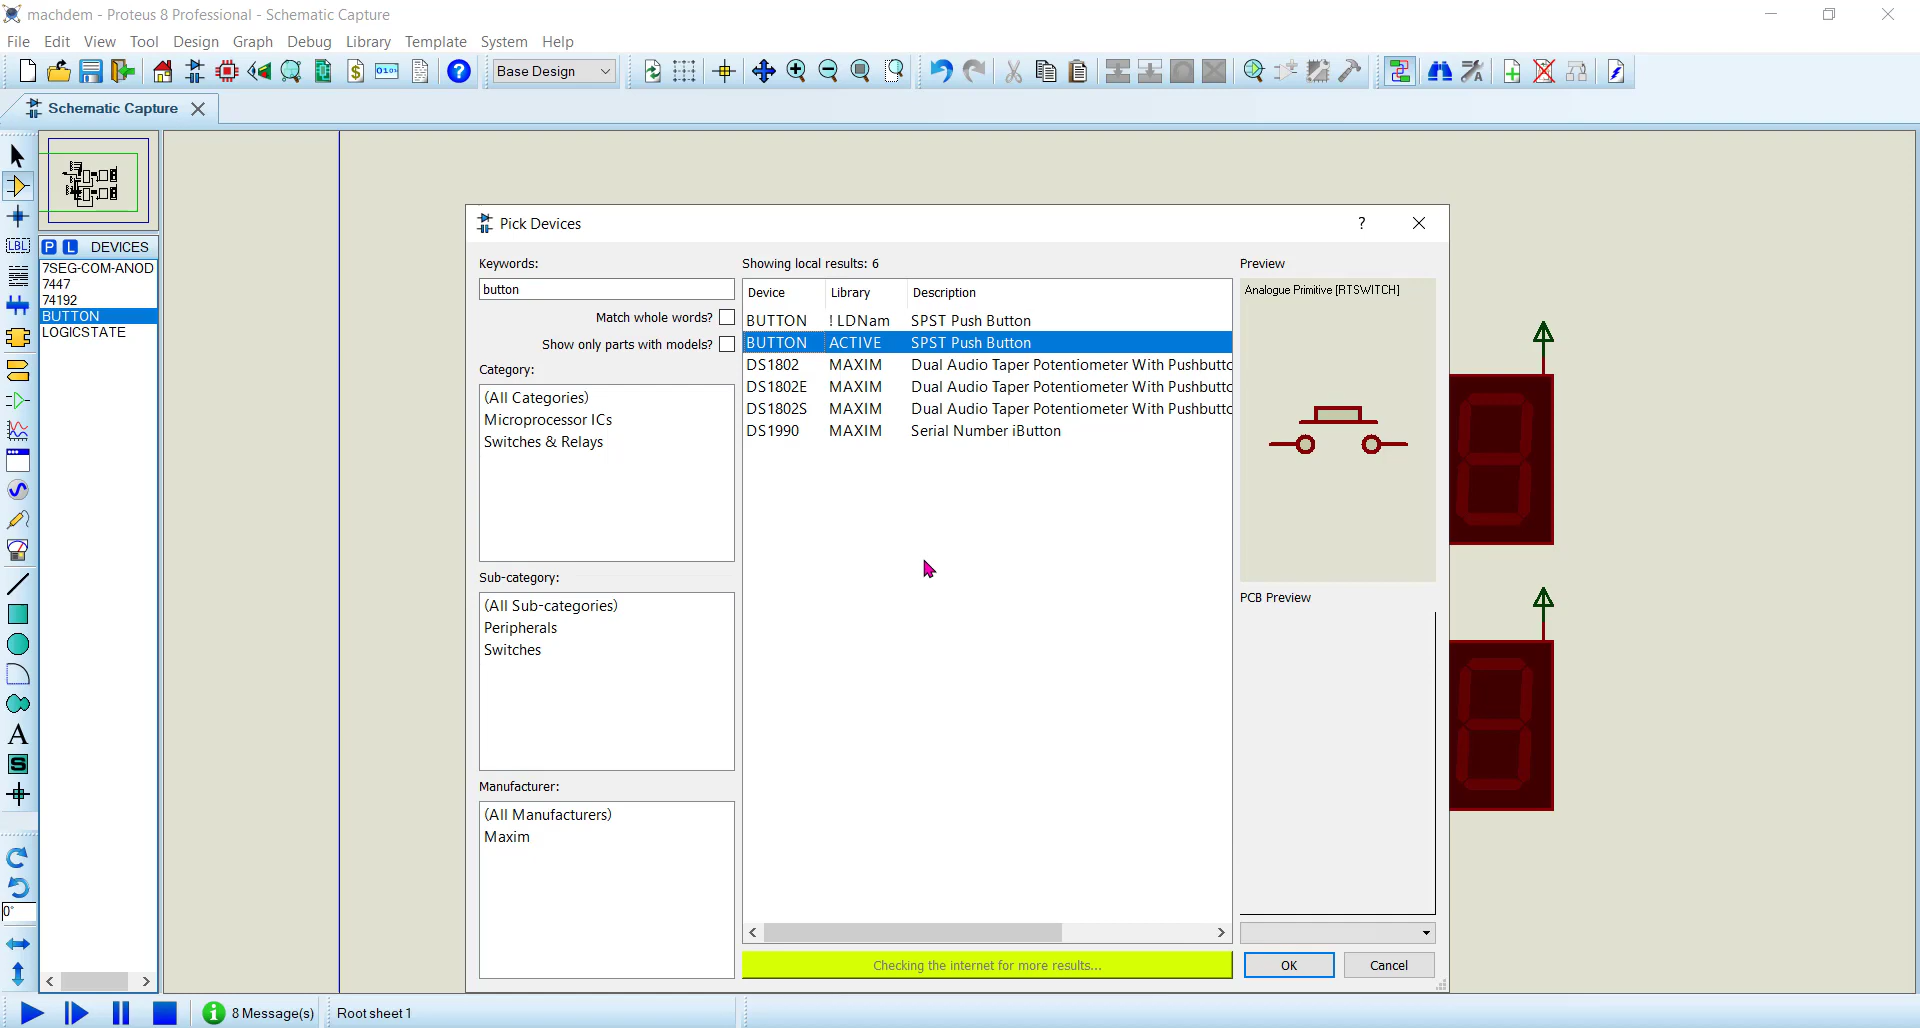 machdem - Proteus 8 Professional - Schematic Capture
File Edit View Tool Design Graph Debug Library Template System Help
Base Design
Schematic Capture
P L DEVICES
7SEG-COM-ANOD
7447
74192
BUTTON
LOGICSTATE
Pick Devices
Keywords:
button
Match whole words?
Show only parts with models?
Category:
(All Categories)
Microprocessor ICs
Switches & Relays
Sub-category:
(All Sub-categories)
Peripherals
Switches
Manufacturer:
(All Manufacturers)
Maxim
Showing local results: 6
Device Library Description
BUTTON ! LDNam SPST Push Button
BUTTON ACTIVE SPST Push Button
DS1802 MAXIM Dual Audio Taper Potentiometer With Pushbuttc
DS1802E MAXIM Dual Audio Taper Potentiometer With Pushbuttc
DS1802S MAXIM Dual Audio Taper Potentiometer With Pushbuttc
DS1990 MAXIM Serial Number iButton
Checking the internet for more results...
Preview
Analogue Primitive [RTSWITCH]
PCB Preview
OK Cancel
LBL
A
S
0°
8 Message(s) Root sheet 1